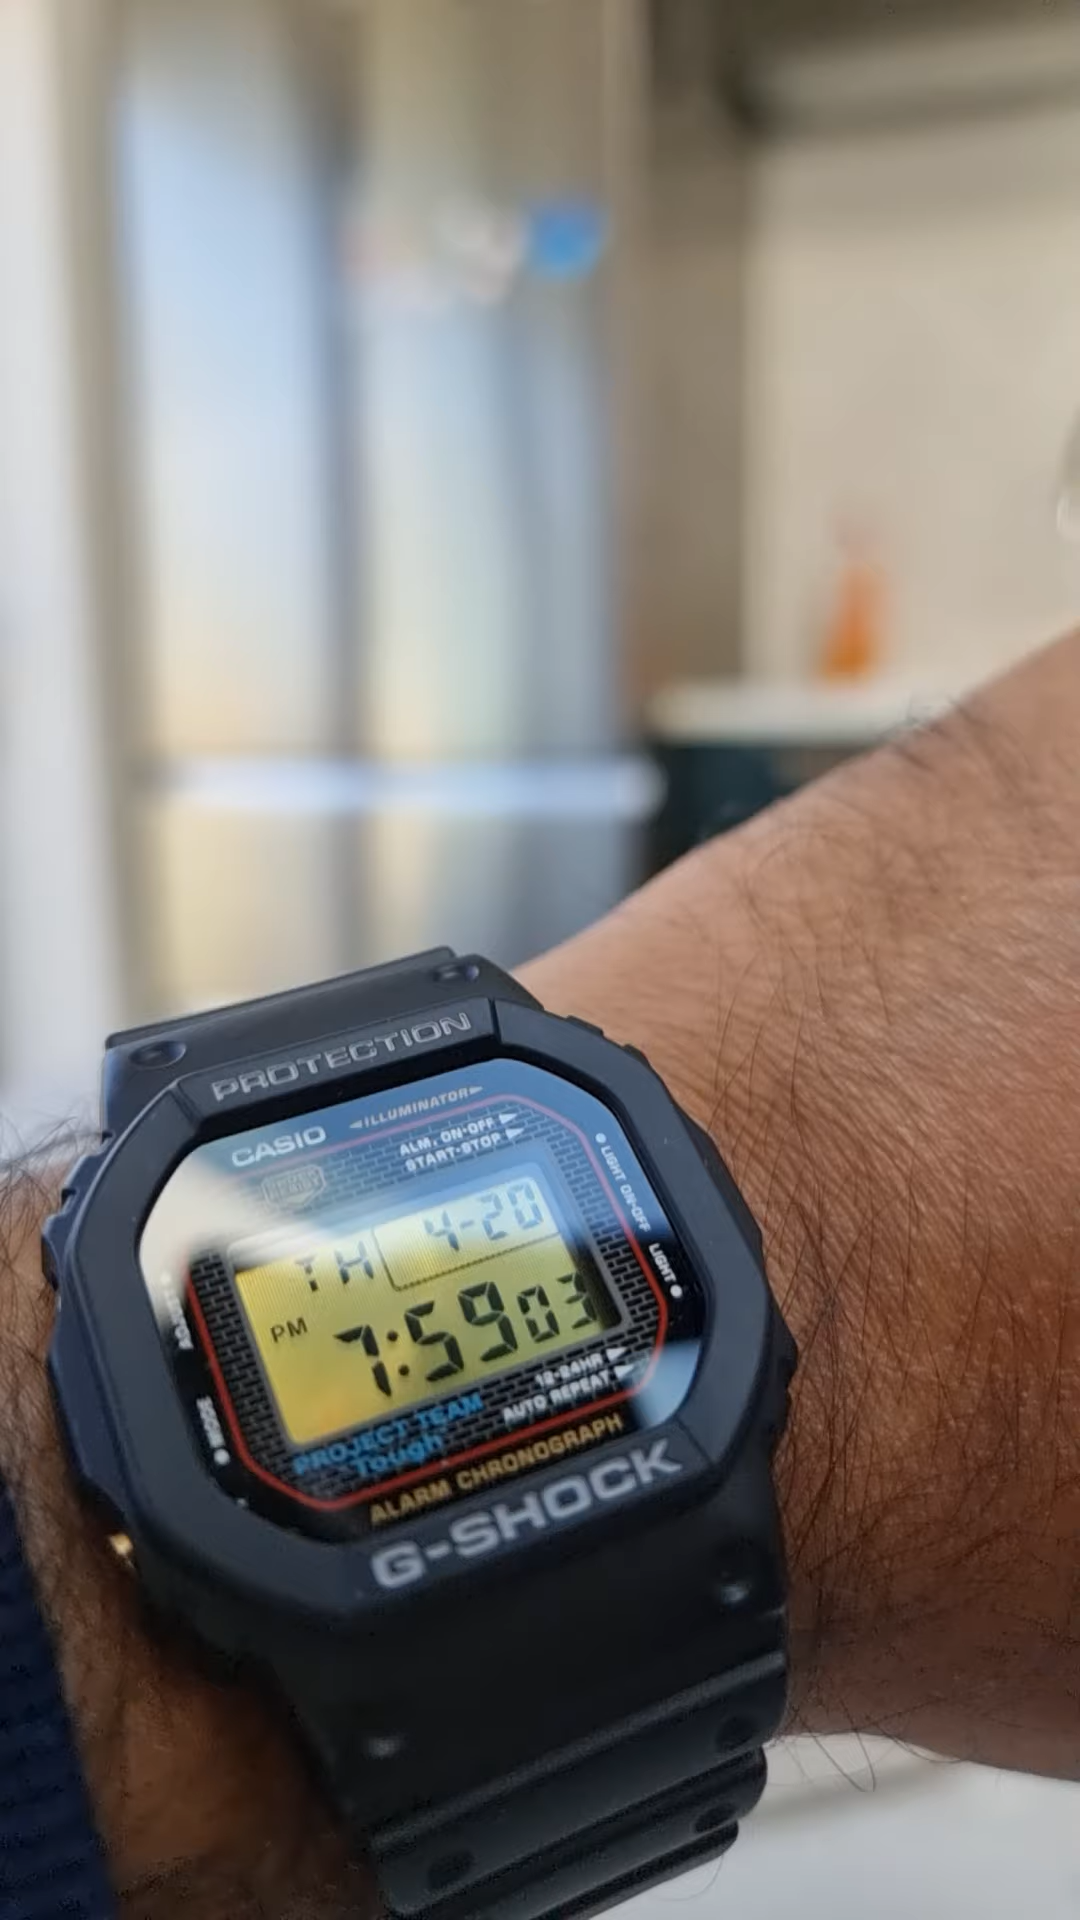 PROTECTION
CASIO
◄ILLUMINATOR►
ALM. ON-OFF ►
START-STOP ►
LIGHT ON-OFF
LIGHT
TH 4-20
PM 7:59 03
12-24HR ►
AUTO REPEAT ►
MODE
PROJECT TEAM
Tough
ALARM CHRONOGRAPH
G-SHOCK